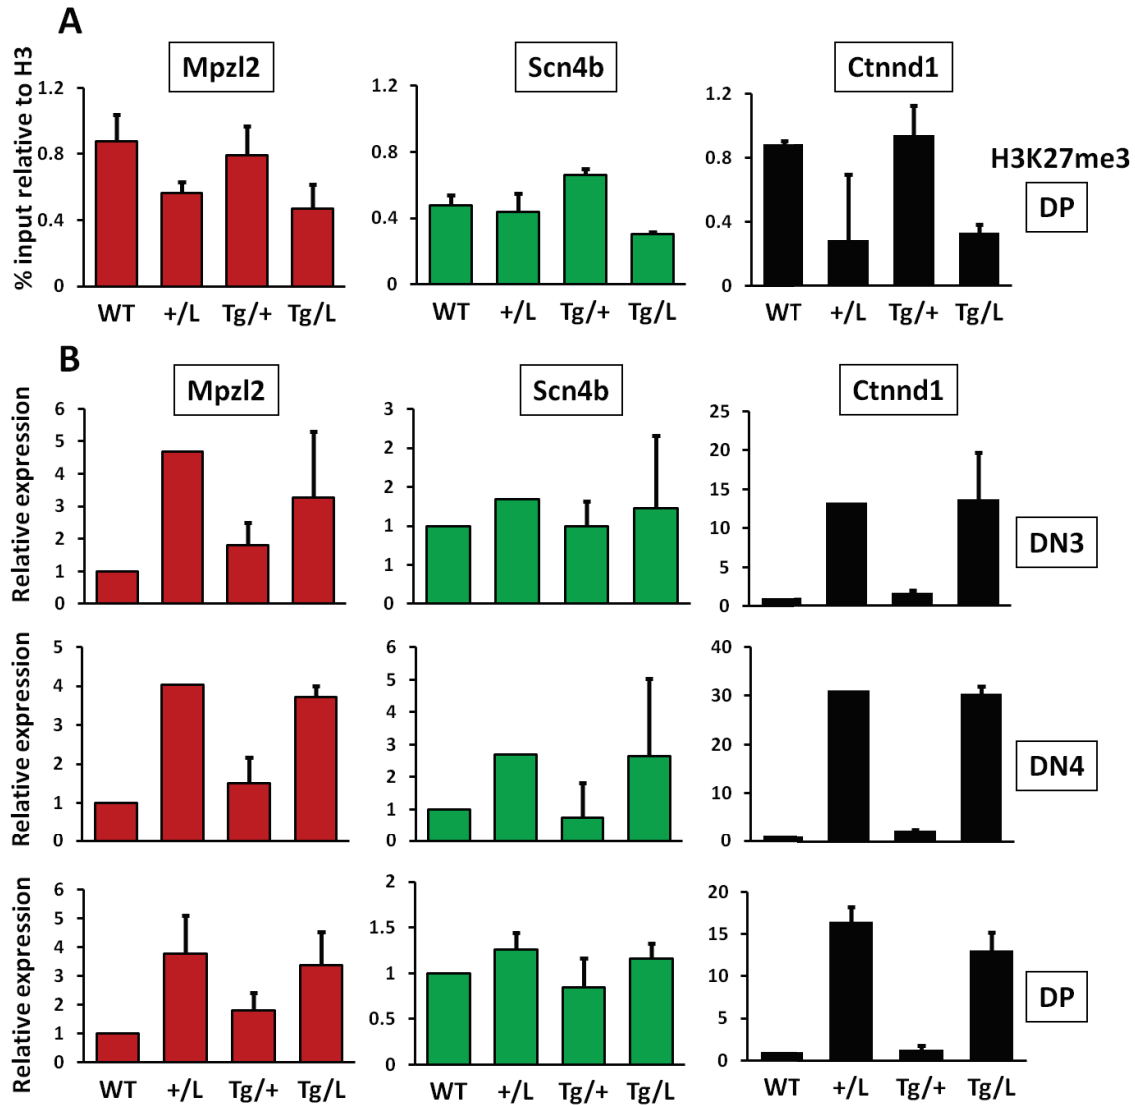 A
Mpzl2
Scn4b
Ctnnd1
% input relative to H3
1.2
0.8
0.4
0
WT +/L Tg/+ Tg/L
1.2
0.8
0.4
0
WT +/L Tg/+ Tg/L
1.2
0.8
0.4
0
WT +/L Tg/+ Tg/L
H3K27me3
DP
B
Mpzl2
Scn4b
Ctnnd1
Relative expression
6
5
4
3
2
1
0
3
2
2
1
1
0
25
20
15
10
5
0
DN3
Relative expression
5
4
3
2
1
0
6
5
4
3
2
1
0
40
30
20
10
0
DN4
Relative expression
6
5
4
3
2
1
0
WT +/L Tg/+ Tg/L
2
1.5
1
0.5
0
WT +/L Tg/+ Tg/L
20
15
10
5
0
WT +/L Tg/+ Tg/L
DP